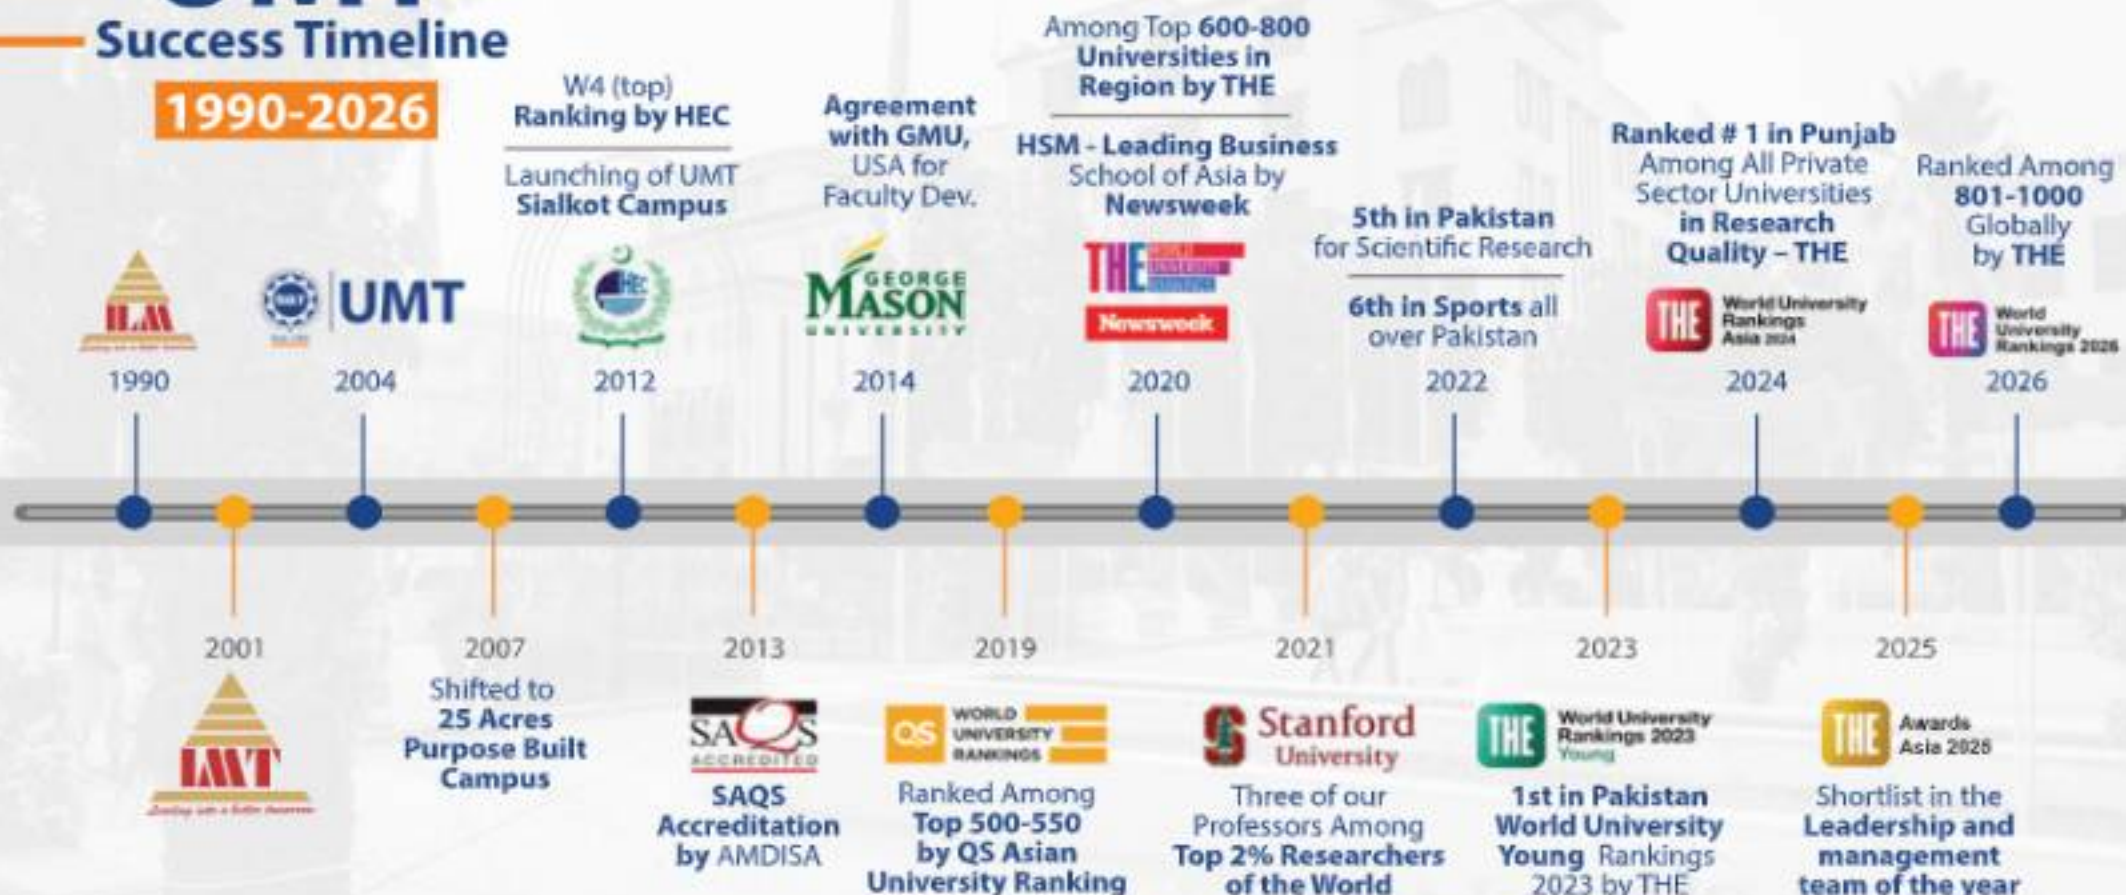 Success Timeline
1990-2026
1990
ILM
2001
IMT
2004
UMT
2007
Shifted to
25 Acres
Purpose Built
Campus
W4 (top)
Ranking by HEC
Launching of UMT
Sialkot Campus
HEC
2012
2013
SAQS
ACCREDITED
SAQS
Accreditation
by AMDISA
Agreement
with GMU,
USA for
Faculty Dev.
GEORGE
MASON
UNIVERSITY
2014
2019
QS
WORLD
UNIVERSITY
RANKINGS
Ranked Among
Top 500-550
by QS Asian
University Ranking
Among Top 600-800
Universities in
Region by THE
HSM - Leading Business
School of Asia by
Newsweek
THE
WORLD
UNIVERSITY
Newsweek
2020
2021
Stanford
University
Three of our
Professors Among
Top 2% Researchers
of the World
5th in Pakistan
for Scientific Research
6th in Sports all
over Pakistan
2022
2023
THE
World University
Rankings 2023
Young
1st in Pakistan
World University
Young Rankings
2023 by THE
Ranked # 1 in Punjab
Among All Private
Sector Universities
in Research
Quality – THE
THE
World University
Rankings
Asia 2024
2024
2025
THE
Awards
Asia 2025
Shortlist in the
Leadership and
management
team of the year
Ranked Among
801-1000
Globally
by THE
THE
World
University
Rankings 2026
2026